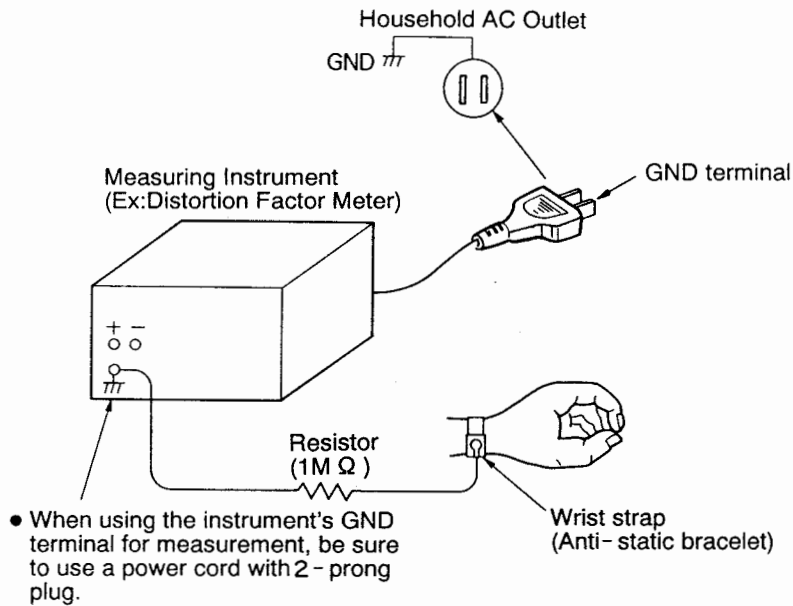 Household AC Outlet
GND
GND terminal
Measuring Instrument
(Ex:Distortion Factor Meter)
+ −
Resistor
(1M Ω )
Wrist strap
(Anti-static bracelet)
● When using the instrument's GND
terminal for measurement, be sure
to use a power cord with 2-prong
plug.